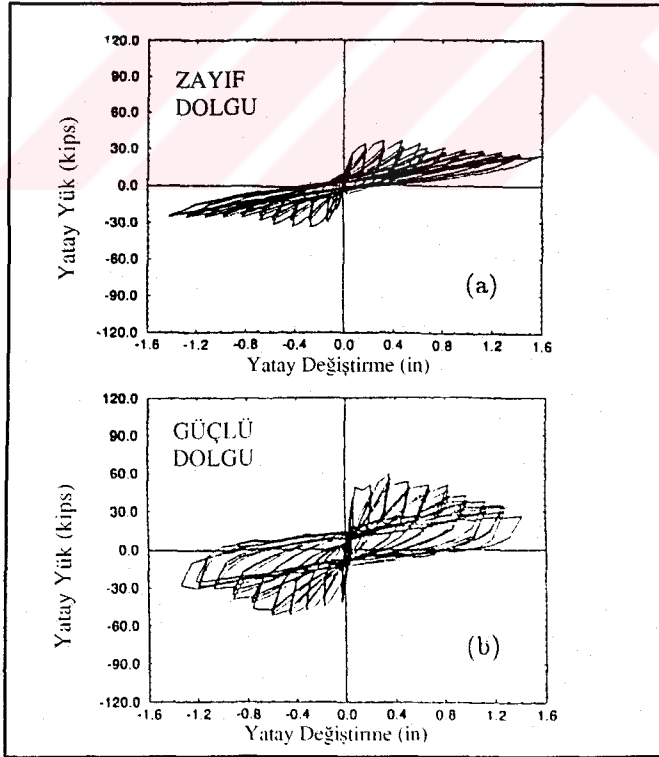 120.0
90.0
60.0
30.0
0.0
-30.0
-60.0
-90.0
-120.0
Yatay Yük (kips)
ZAYIF
DOLGU
(a)
-1.6 -1.2 -0.8 -0.4 0.0 0.4 0.8 1.2 1.6
Yatay Değiştirme (in)
120.0
90.0
60.0
30.0
0.0
-30.0
-60.0
-90.0
-120.0
Yatay Yük (kips)
GÜÇLÜ
DOLGU
(b)
-1.6 -1.2 -0.8 -0.4 0.0 0.4 0.8 1.2 1.6
Yatay Değiştirme (in)